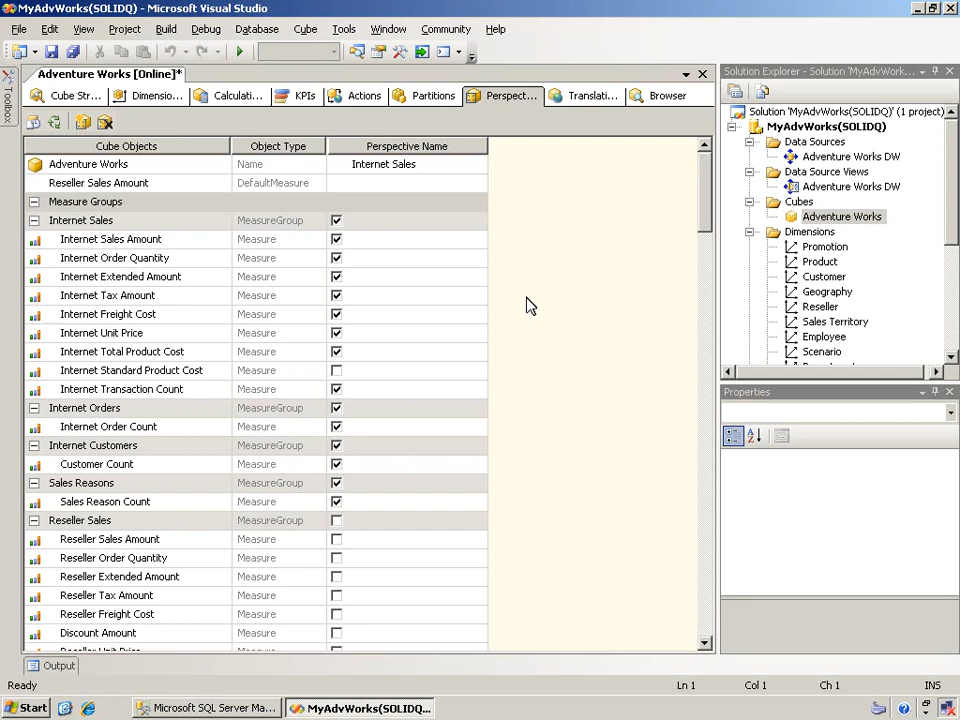 MyAdvWorks(SOLIDQ) - Microsoft Visual Studio
File Edit View Project Build Debug Database Cube Tools Window Community Help
Toolbox
Adventure Works [Online]*
Cube Str... Dimensio... Calculati... KPIs Actions Partitions Perspect... Translati... Browser
Cube Objects Object Type Perspective Name
Adventure Works Name Internet Sales
Reseller Sales Amount DefaultMeasure
Measure Groups
Internet Sales MeasureGroup
Internet Sales Amount Measure
Internet Order Quantity Measure
Internet Extended Amount Measure
Internet Tax Amount Measure
Internet Freight Cost Measure
Internet Unit Price Measure
Internet Total Product Cost Measure
Internet Standard Product Cost Measure
Internet Transaction Count Measure
Internet Orders MeasureGroup
Internet Order Count Measure
Internet Customers MeasureGroup
Customer Count Measure
Sales Reasons MeasureGroup
Sales Reason Count Measure
Reseller Sales MeasureGroup
Reseller Sales Amount Measure
Reseller Order Quantity Measure
Reseller Extended Amount Measure
Reseller Tax Amount Measure
Reseller Freight Cost Measure
Discount Amount Measure
Reseller Unit Price Measure
Solution Explorer - Solution 'MyAdvWork...
Solution 'MyAdvWorks(SOLIDQ)' (1 project)
MyAdvWorks(SOLIDQ)
Data Sources
Adventure Works DW
Data Source Views
Adventure Works DW
Cubes
Adventure Works
Dimensions
Promotion
Product
Customer
Geography
Reseller
Sales Territory
Employee
Scenario
Properties
Output
Ready Ln 1 Col 1 Ch 1 INS
Start Microsoft SQL Server Ma... MyAdvWorks(SOLIDQ...